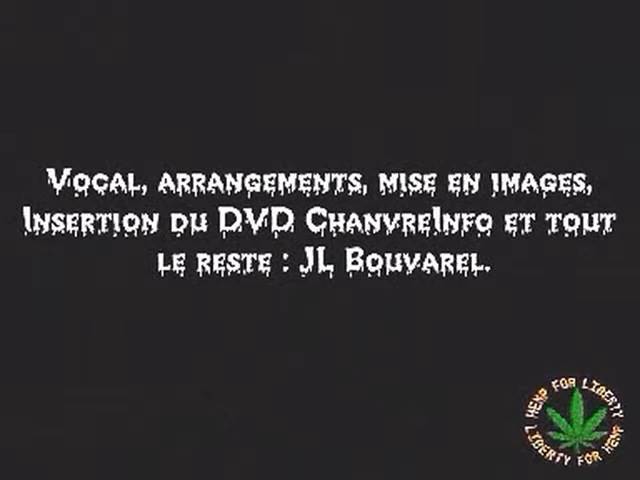 Vocal, arrangements, mise en images,
Insertion du DVD ChanvreInfo et tout
le reste : JL Bouvarel.
HEMP FOR LIBERTY
LIBERTY FOR HEMP